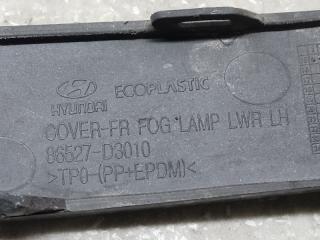 HYUNDAI ECOPLASTIC
COVER-FR FOG LAMP LWR LH
86527-D3010
>TPO-(PP+EPDM)<